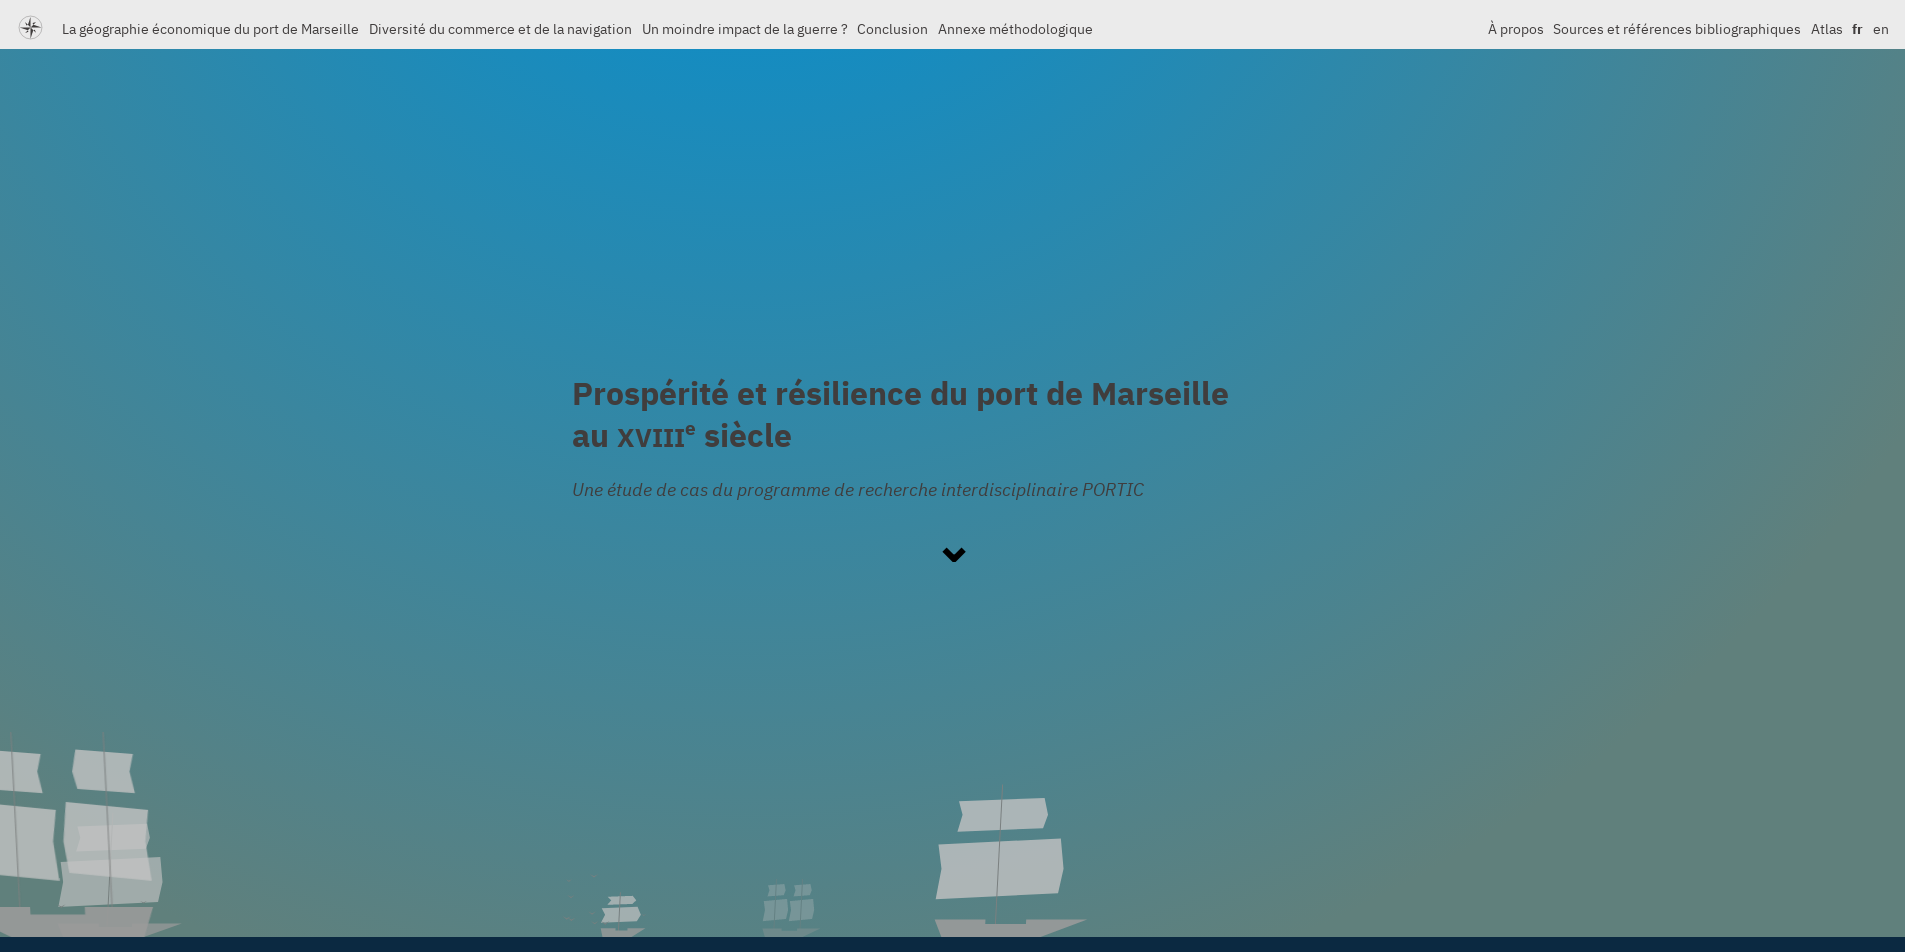 La géographie économique du port de Marseille Diversité du commerce et de la navigation Un moindre impact de la guerre ? Conclusion Annexe méthodologique À propos Sources et références bibliographiques Atlas fr en
Prospérité et résilience du port de Marseille
au XVIIIe siècle
Une étude de cas du programme de recherche interdisciplinaire PORTIC